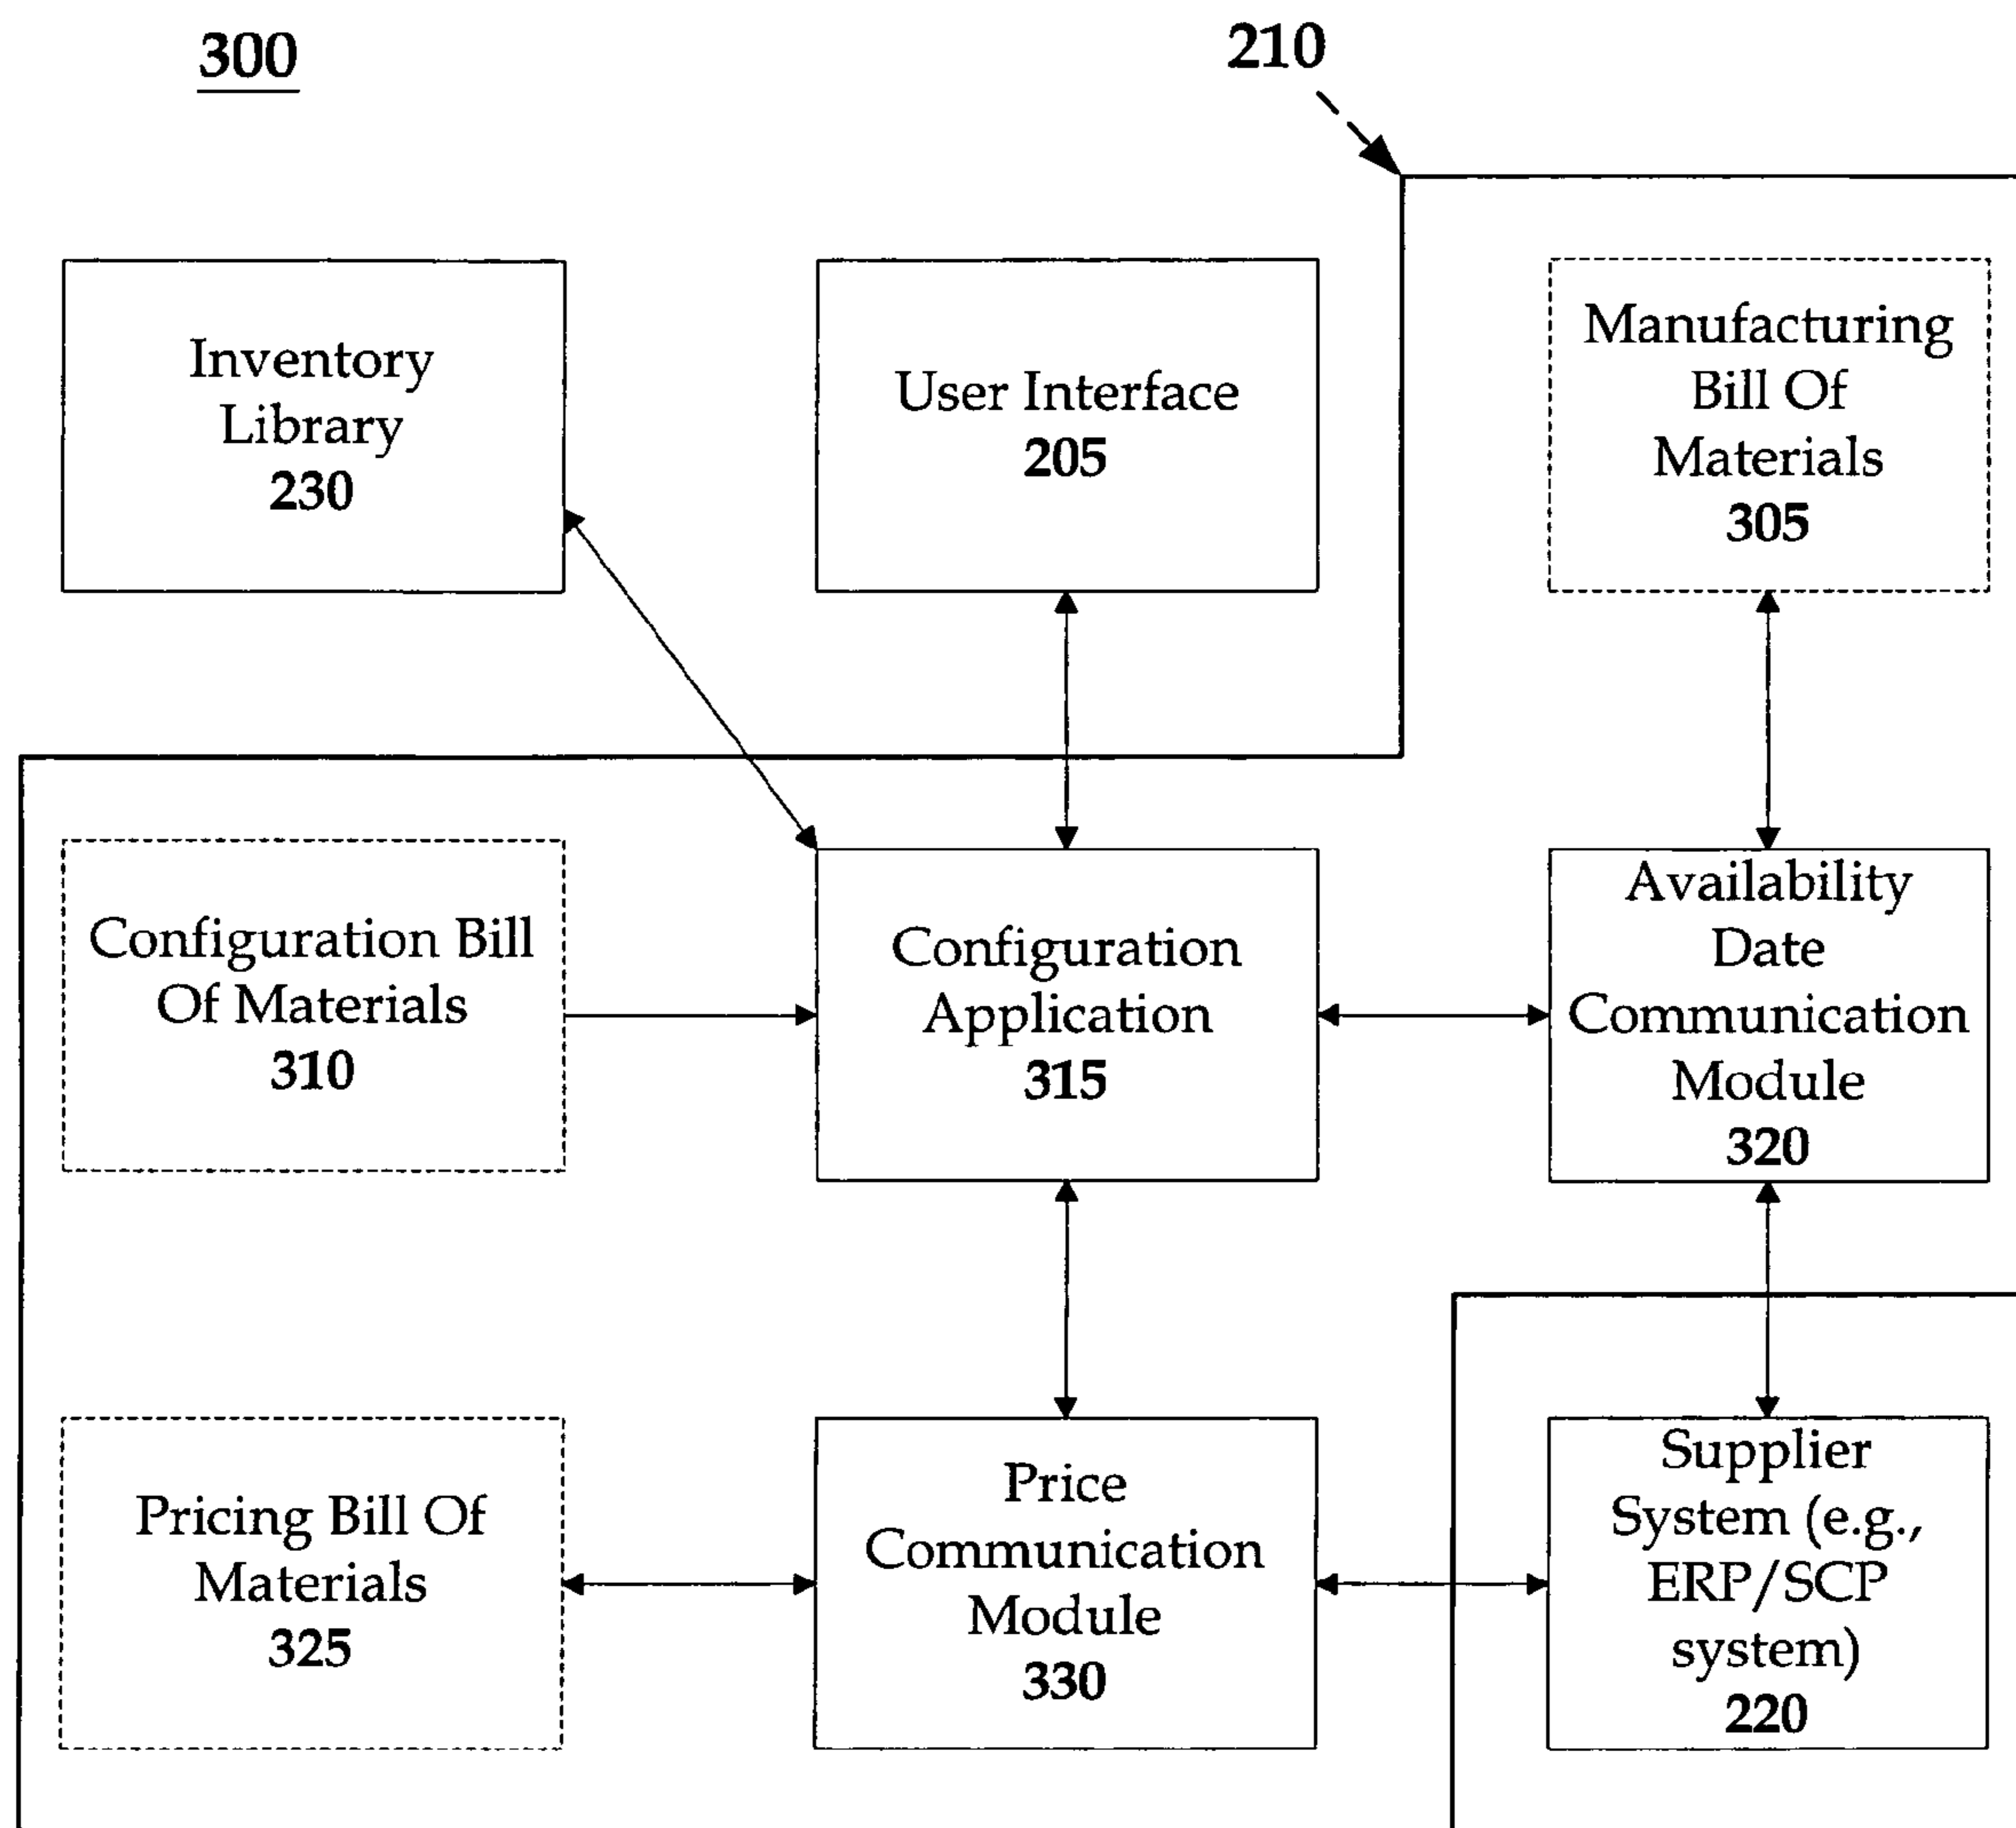 300
210
Inventory
Library
230
User Interface
205
Manufacturing
Bill Of
Materials
305
Configuration Bill
Of Materials
310
Configuration
Application
315
Availability
Date
Communication
Module
320
Pricing Bill Of
Materials
325
Price
Communication
Module
330
Supplier
System (e.g.,
ERP/SCP
system)
220